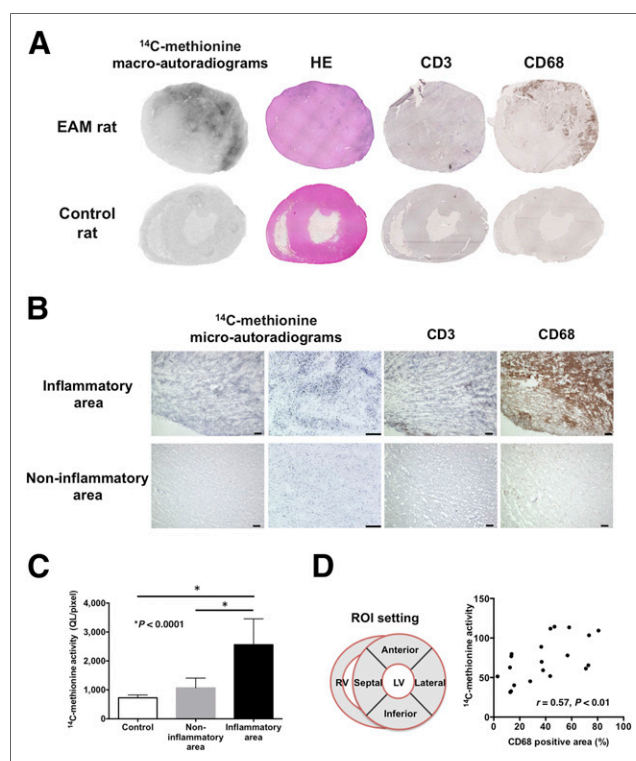 A
¹⁴C-methionine
macro-autoradiograms
HE
CD3
CD68
EAM rat
Control
rat
B
¹⁴C-methionine
micro-autoradiograms
CD3
CD68
Inflammatory
area
Non-inflammatory
area
C
¹⁴C-methionine activity (QL/pixel)
4,000
3,000
2,000
1,000
0
*
*
*P < 0.0001
Control
Non-
inflammatory
area
Inflammatory
area
D
ROI setting
Anterior
RV
Septal
LV
Lateral
Inferior
¹⁴C-methionine activity
150
100
50
0
r = 0.57, P < 0.01
0 20 40 60 80 100
CD68 positive area (%)